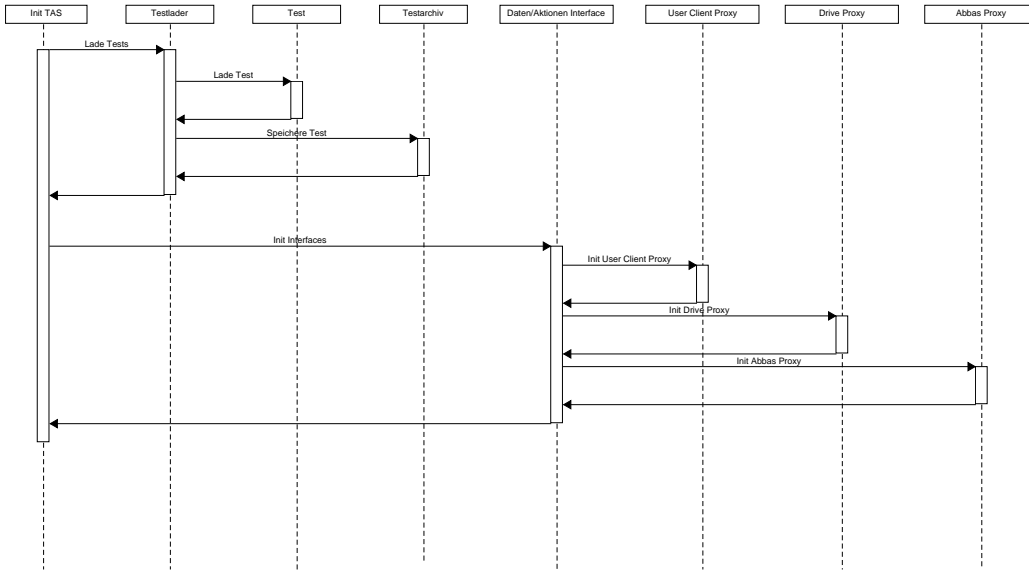 Init TAS
Testlader
Test
Testarchiv
Daten/Aktionen Interface
User Client Proxy
Drive Proxy
Abbas Proxy
Lade Tests
Lade Test
Speichere Test
Init Interfaces
Init User Client Proxy
Init Drive Proxy
Init Abbas Proxy